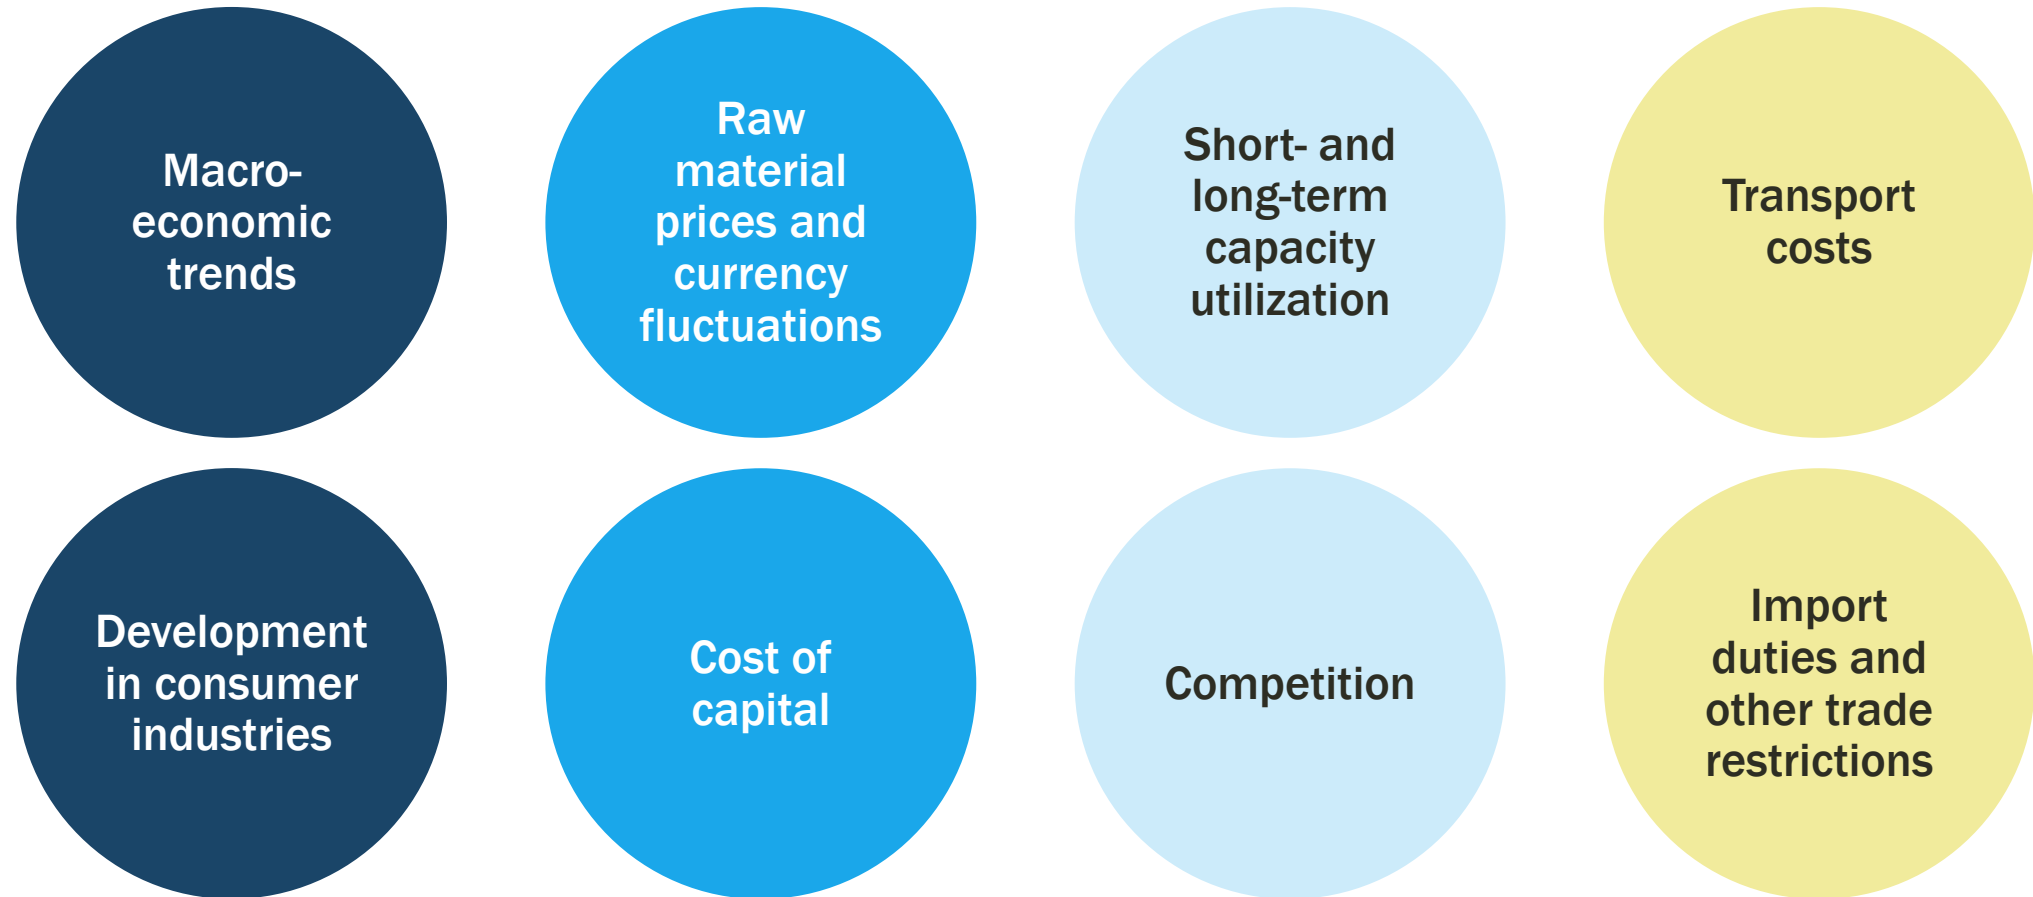 Macro-
economic
trends
Raw
material
prices and
currency
fluctuations
Short- and
long-term
capacity
utilization
Transport
costs
Development
in consumer
industries
Cost of
capital
Competition
Import
duties and
other trade
restrictions